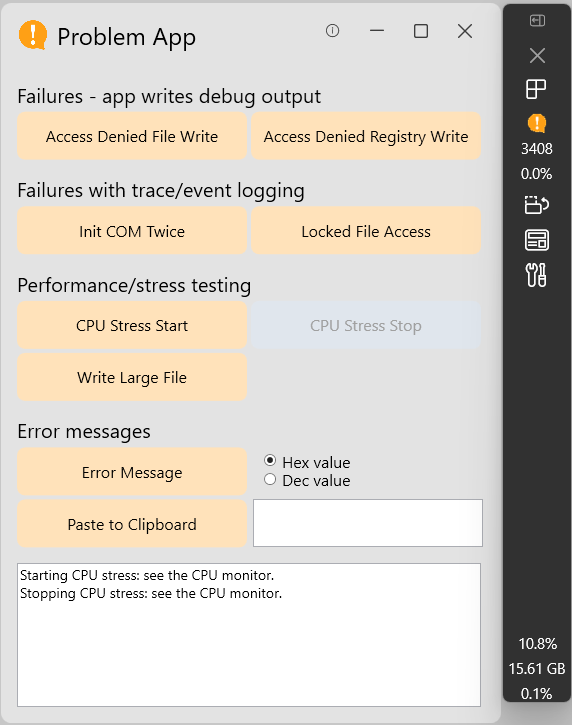 Problem App
Failures - app writes debug output
Access Denied File Write
Access Denied Registry Write
Failures with trace/event logging
Init COM Twice
Locked File Access
Performance/stress testing
CPU Stress Start
CPU Stress Stop
Write Large File
Error messages
Error Message
Hex value
Dec value
Paste to Clipboard
Starting CPU stress: see the CPU monitor.
Stopping CPU stress: see the CPU monitor.
3408
0.0%
10.8%
15.61 GB
0.1%